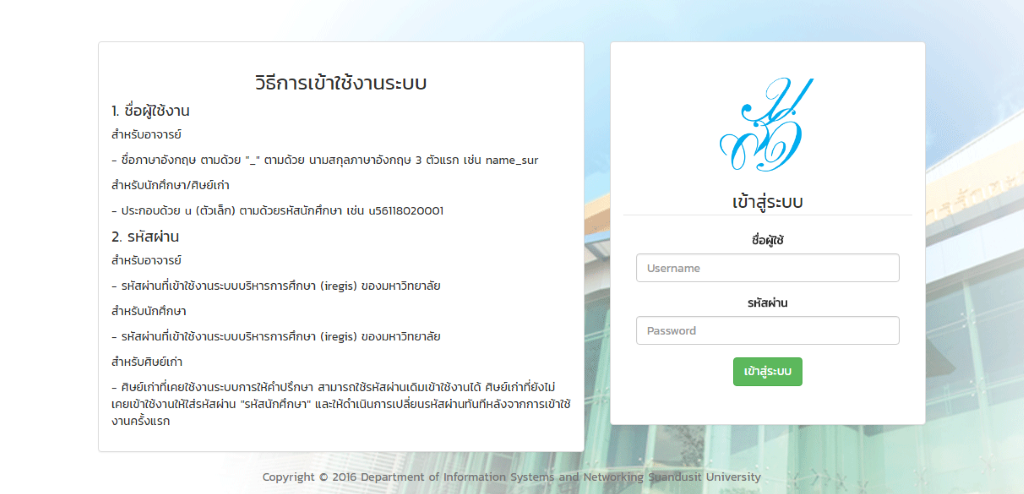 วิธีการเข้าใช้งานระบบ
1. ชื่อผู้ใช้งาน
สำหรับอาจารย์
- ชื่อภาษาอังกฤษ ตามด้วย "_" ตามด้วย นามสกุลภาษาอังกฤษ 3 ตัวแรก เช่น name_sur
สำหรับนักศึกษา/ศิษย์เก่า
- ประกอบด้วย u (ตัวเล็ก) ตามด้วยรหัสนักศึกษา เช่น u56118020001
2. รหัสผ่าน
สำหรับอาจารย์
- รหัสผ่านที่เข้าใช้งานระบบบริหารการศึกษา (iregis) ของมหาวิทยาลัย
สำหรับนักศึกษา
- รหัสผ่านที่เข้าใช้งานระบบบริหารการศึกษา (iregis) ของมหาวิทยาลัย
สำหรับศิษย์เก่า
- ศิษย์เก่าที่เคยใช้งานระบบการให้คำปรึกษา สามารถใช้รหัสผ่านเดิมเข้าใช้งานได้ ศิษย์เก่าที่ยังไม่
เคยเข้าใช้งานให้ใส่รหัสผ่าน "รหัสนักศึกษา" และให้ดำเนินการเปลี่ยนรหัสผ่านทันทีหลังจากการเข้าใช้
งานครั้งแรก
เข้าสู่ระบบ
ชื่อผู้ใช้
Username
รหัสผ่าน
Password
เข้าสู่ระบบ
Copyright © 2016 Department of Information Systems and Networking Suandusit University